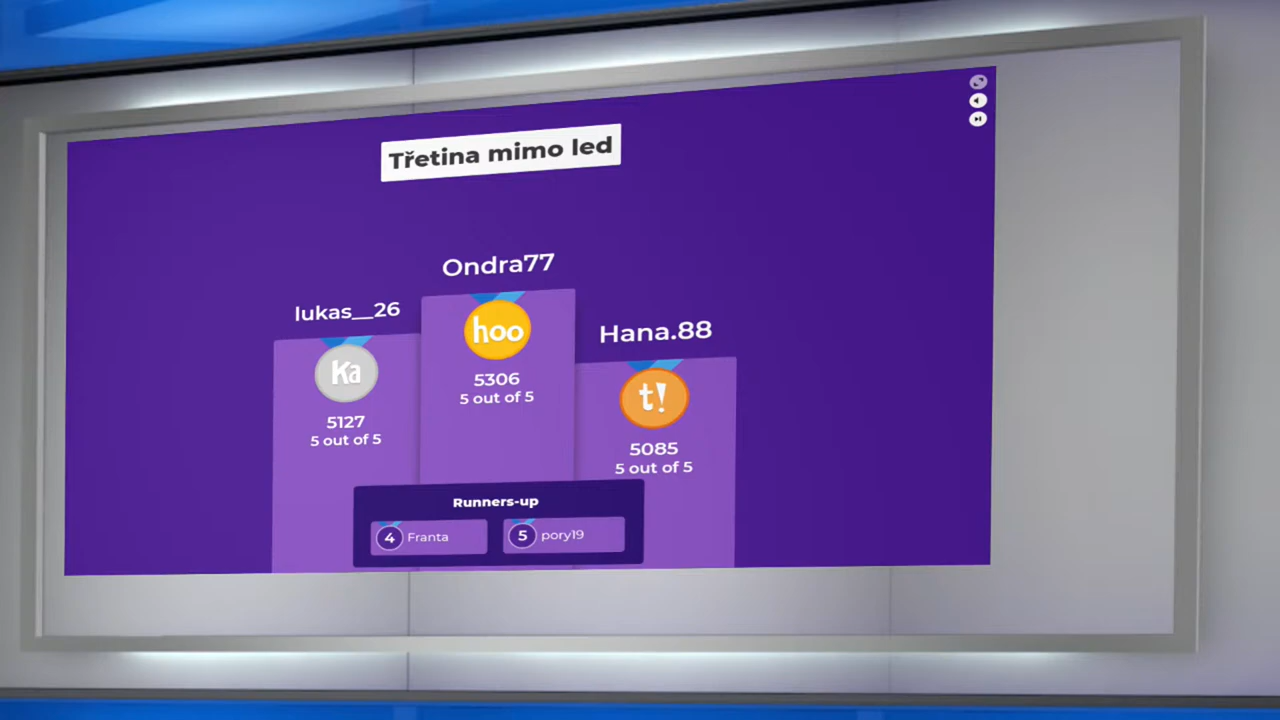 Třetina mimo led
Ondra77
lukas__26
Hana.88
hoo
Ka
t!
5306
5 out of 5
5127
5 out of 5
5085
5 out of 5
Runners-up
4 Franta
5 pory19